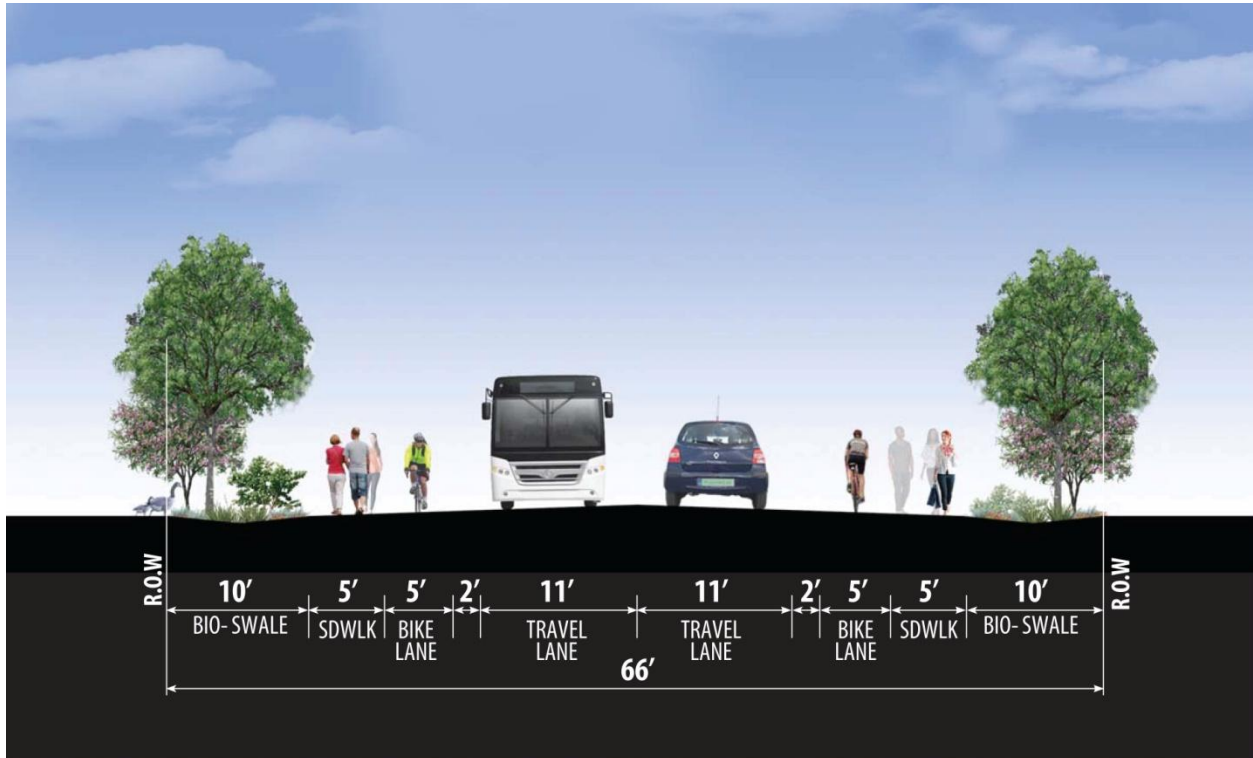 R.O.W
10’ 5’ 5’ 2’ 11’ 11’ 2’ 5’ 5’ 10’
BIO- SWALE SDWLK BIKE LANE TRAVEL LANE TRAVEL LANE BIKE LANE SDWLK BIO- SWALE
66’
R.O.W